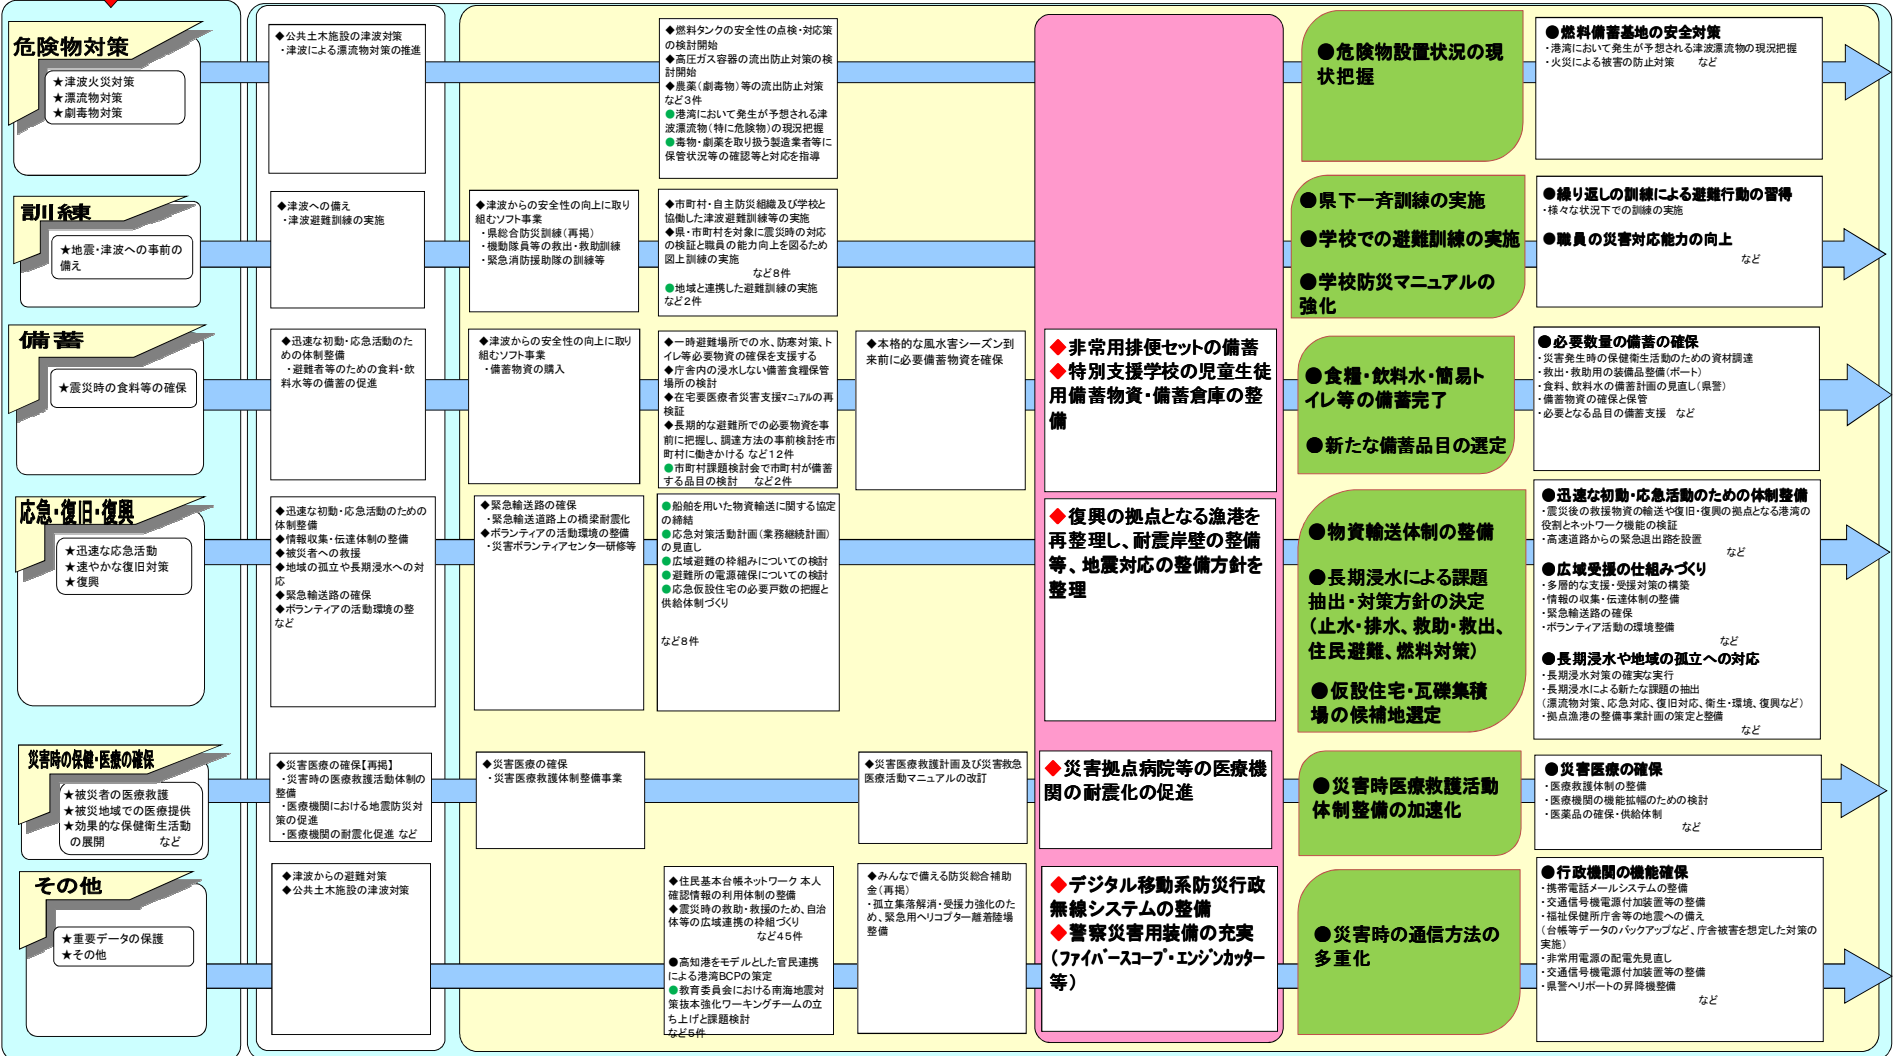 危険物対策
★津波火災対策
★漂流物対策
★劇毒物対策
◆公共土木施設の津波対策
・津波による漂流物対策の推進
◆燃料タンクの安全性の点検・対応策
の検討開始
◆高圧ガス容器の流出防止対策の検
討開始
◆農薬(劇毒物)等の流出防止対策
など3件
●港湾において発生が予想される津
波漂流物(特に危険物)の現況把握
●毒物・劇薬を取り扱う製造業者等に
保管状況等の確認等と対応を指導
●危険物設置状況の現
状把握
●燃料備蓄基地の安全対策
・港湾において発生が予想される津波漂流物の現況把握
・火災による被害の防止対策　など
訓練
★地震・津波への事前の
備え
◆津波への備え
・津波避難訓練の実施
◆津波からの安全性の向上に取り
組むソフト事業
・県総合防災訓練(再掲)
・機動隊員等の救出・救助訓練
・緊急消防援助隊の訓練等
◆市町村・自主防災組織及び学校と
協働した津波避難訓練等の実施
◆県・市町村を対象に震災時の対応
の検証と職員の能力向上を図るため
図上訓練の実施
など8件
●地域と連携した避難訓練の実施
など2件
●県下一斉訓練の実施
●学校での避難訓練の実施
●学校防災マニュアルの
強化
●繰り返しの訓練による避難行動の習得
・様々な状況下での訓練の実施
●職員の災害対応能力の向上
など
備蓄
★震災時の食料等の確保
◆迅速な初動・応急活動のた
めの体制整備
・避難者等のための食料・飲
料水等の備蓄の促進
◆津波からの安全性の向上に取り
組むソフト事業
・備蓄物資の購入
◆一時避難場所での水、防寒対策、ト
イレ等必要物資の確保を支援する
◆庁舎内の浸水しない備蓄食糧保管
場所の検討
◆在宅要医療者災害支援マニュアルの再
検証
◆長期的な避難所での必要物資を事
前に把握し、調達方法の事前検討を市
町村に働きかける など12件
●市町村課題検討会で市町村が備蓄
する品目の検討　など2件
◆本格的な風水害シーズン到
来前に必要備蓄物資を確保
◆非常用排便セットの備蓄
◆特別支援学校の児童生徒
用備蓄物資・備蓄倉庫の整
備
●食糧・飲料水・簡易ト
イレ等の備蓄完了
●新たな備蓄品目の選定
●必要数量の備蓄の確保
・災害発生時の保健衛生活動のための資材調達
・救出・救助用の装備品整備(ボート)
・食料、飲料水の備蓄計画の見直し(県警)
・備蓄物資の確保と保管
・必要となる品目の備蓄支援　など
応急・復旧・復興
★迅速な応急活動
★速やかな復旧対策
★復興
◆迅速な初動・応急活動のための
体制整備
◆情報収集・伝達体制の整備
◆被災者への救援
◆地域の孤立や長期浸水への対
応
◆緊急輸送路の確保
◆ボランティアの活動環境の整
など
◆緊急輸送路の確保
・緊急輸送道路上の橋梁耐震化
◆ボランティアの活動環境の整備
・災害ボランティアセンター研修等
●船舶を用いた物資輸送に関する協定
の締結
●応急対策活動計画(業務継続計画)
の見直し
●広域避難の枠組みについての検討
●避難所の電源確保についての検討
●応急仮設住宅の必要戸数の把握と
供給体制づくり
など8件
◆復興の拠点となる漁港を
再整理し、耐震岸壁の整備
等、地震対応の整備方針を
整理
●物資輸送体制の整備
●長期浸水による課題
抽出・対策方針の決定
(止水・排水、救助・救出、
住民避難、燃料対策)
●仮設住宅・瓦礫集積
場の候補地選定
●迅速な初動・応急活動のための体制整備
・震災後の救援物資の輸送や復旧・復興の拠点となる港湾の
役割とネットワーク機能の検証
・高速道路からの緊急退出路を設置
など
●広域受援の仕組みづくり
・多層的な支援・受援対策の構築
・情報の収集・伝達体制の整備
・緊急輸送路の確保
・ボランティア活動の環境整備
など
●長期浸水や地域の孤立への対応
・長期浸水対策の確実な実行
・長期浸水による新たな課題の抽出
(漂流物対策、応急対応、復旧対応、衛生・環境、復興など)
・拠点漁港の整備事業計画の策定と整備
など
災害時の保健・医療の確保
★被災者の医療救護
★被災地域での医療提供
★効果的な保健衛生活動
の展開　など
◆災害医療の確保【再掲】
・災害時の医療救護活動体制の
整備
・医療機関における地震防災対
策の促進
・医療機関の耐震化促進 など
◆災害医療の確保
・災害医療救護体制整備事業
◆災害医療救護計画及び災害救急
医療活動マニュアルの改訂
◆災害拠点病院等の医療機
関の耐震化の促進
●災害時医療救護活動
体制整備の加速化
●災害医療の確保
・医療救護体制の整備
・医療機関の機能拡幅のための検討
・医薬品の確保・供給体制
など
その他
★重要データの保護
★その他
◆津波からの避難対策
◆公共土木施設の津波対策
◆住民基本台帳ネットワーク 本人
確認情報の利用体制の整備
◆震災時の救助・救援のため、自治
体等の広域連携の枠組づくり
など45件
●高知港をモデルとした官民連携
による港湾BCPの策定
●教育委員会における南海地震対
策抜本強化ワーキングチームの立
ち上げと課題検討
など5件
◆みんなで備える防災総合補助
金(再掲)
・孤立集落解消・受援力強化のた
め、緊急用ヘリコプター離着陸場
整備
◆デジタル移動系防災行政
無線システムの整備
◆警察災害用装備の充実
(ファイバースコープ・エンジンカッター
等)
●災害時の通信方法の
多重化
●行政機関の機能確保
・携帯電話メールシステムの整備
・交通信号機電源付加装置等の整備
・福祉保健所庁舎等の地震への備え
(台帳等データのバックアップなど、庁舎被害を想定した対策の
実施)
・非常用電源の配電先見直し
・交通信号機電源付加装置等の整備
・県警ヘリポートの昇降機整備
など